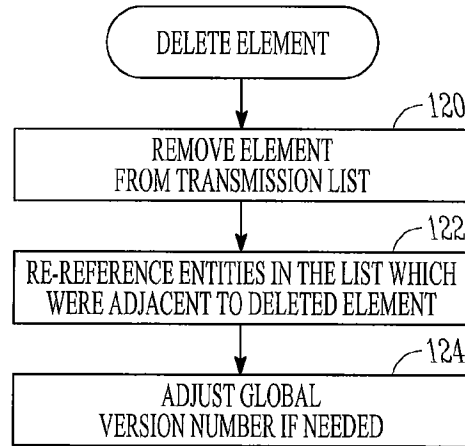 DELETE ELEMENT
120
REMOVE ELEMENT
FROM TRANSMISSION LIST
122
RE-REFERENCE ENTITIES IN THE LIST WHICH
WERE ADJACENT TO DELETED ELEMENT
124
ADJUST GLOBAL
VERSION NUMBER IF NEEDED